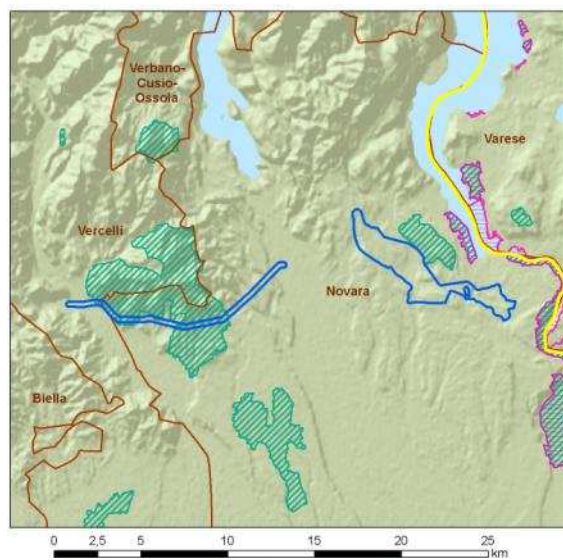 Verbano-
Cusio-
Ossola
Varese
Vercelli
Novara
Biella
0 2,5 5 10 15 20 25
km